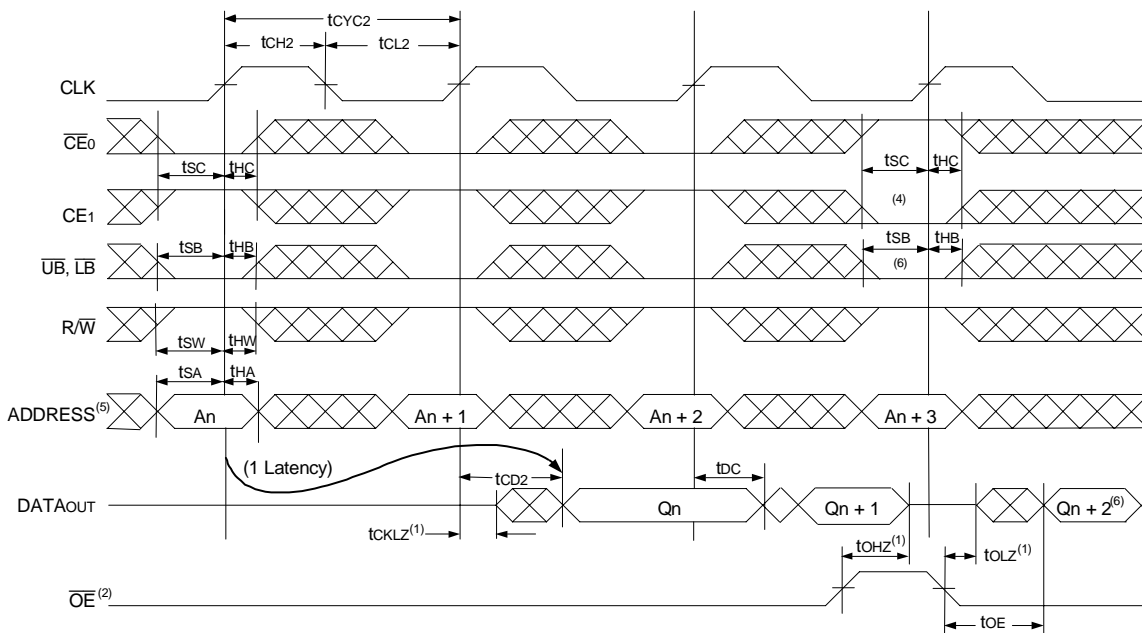 tCYC2
tCH2 tCL2
CLK
CE0
tSC tHC tSC tHC
CE1 (4)
tSB tHB tSB tHB
UB, LB (6)
R/W
tSW tHW
tSA tHA
ADDRESS(5) An An + 1 An + 2 An + 3
(1 Latency) tCD2 tDC
DATAOUT Qn Qn + 1 Qn + 2(6)
tCKLZ(1) tOHZ(1) tOLZ(1)
OE (2)
tOE